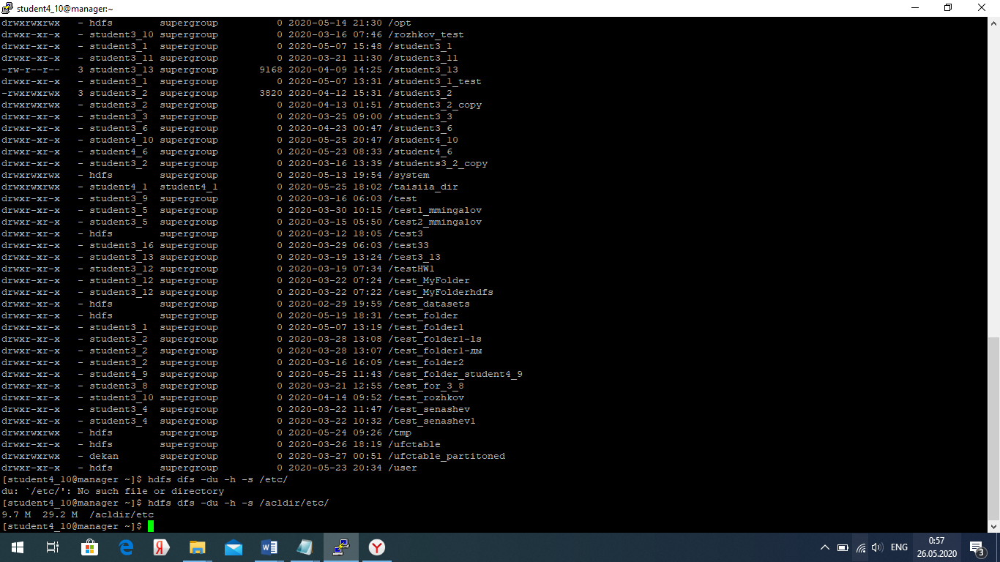 student4_10@manager:~
drwxrwxrwx - hdfs supergroup 0 2020-05-14 21:30 /opt
drwxr-xr-x - student3_10 supergroup 0 2020-03-16 07:46 /rozhkov_test
drwxr-xr-x - student3_1 supergroup 0 2020-05-07 15:48 /student3_1
drwxr-xr-x - student3_11 supergroup 0 2020-03-21 11:30 /student3_11
-rw-r--r-- 3 student3_13 supergroup 9168 2020-04-09 14:25 /student3_13
drwxr-xr-x - student3_1 supergroup 0 2020-05-07 13:31 /student3_1_test
-rwxrwxrwx 3 student3_2 supergroup 3820 2020-04-12 15:31 /student3_2
drwxr-xr-x - student3_2 supergroup 0 2020-04-13 01:51 /student3_2_copy
drwxr-xr-x - student3_3 supergroup 0 2020-03-25 09:00 /student3_3
drwxr-xr-x - student3_6 supergroup 0 2020-04-23 00:47 /student3_6
drwxr-xr-x - student4_10 supergroup 0 2020-05-25 20:47 /student4_10
drwxr-xr-x - student4_6 supergroup 0 2020-05-23 08:33 /student4_6
drwxr-xr-x - student3_2 supergroup 0 2020-03-16 13:39 /students3_2_copy
drwxrwxrwx - hdfs supergroup 0 2020-05-13 19:54 /system
drwxrwxrwx - student4_1 student4_1 0 2020-05-25 18:02 /taisiia_dir
drwxr-xr-x - student3_9 supergroup 0 2020-03-16 06:03 /test
drwxr-xr-x - student3_5 supergroup 0 2020-03-30 10:15 /test1_mmingalov
drwxr-xr-x - student3_5 supergroup 0 2020-03-15 05:50 /test2_mmingalov
drwxr-xr-x - hdfs supergroup 0 2020-03-12 18:05 /test3
drwxr-xr-x - student3_16 supergroup 0 2020-03-29 06:03 /test33
drwxr-xr-x - student3_13 supergroup 0 2020-03-19 13:24 /test3_13
drwxr-xr-x - student3_12 supergroup 0 2020-03-19 07:34 /testHW1
drwxr-xr-x - student3_12 supergroup 0 2020-03-22 07:24 /test_MyFolder
drwxr-xr-x - student3_12 supergroup 0 2020-03-22 07:22 /test_MyFolderhdfs
drwxr-xr-x - hdfs supergroup 0 2020-02-29 19:59 /test_datasets
drwxr-xr-x - hdfs supergroup 0 2020-05-19 18:31 /test_folder
drwxr-xr-x - student3_1 supergroup 0 2020-05-07 13:19 /test_folder1
drwxr-xr-x - student3_2 supergroup 0 2020-03-28 13:08 /test_folder1-ls
drwxr-xr-x - student3_2 supergroup 0 2020-03-28 13:07 /test_folder1-ды
drwxr-xr-x - student3_2 supergroup 0 2020-03-16 16:09 /test_folder2
drwxr-xr-x - student4_9 supergroup 0 2020-05-25 11:43 /test_folder_student4_9
drwxr-xr-x - student3_8 supergroup 0 2020-03-21 12:55 /test_for_3_8
drwxr-xr-x - student3_10 supergroup 0 2020-04-14 09:52 /test_rozhkov
drwxr-xr-x - student3_4 supergroup 0 2020-03-22 11:47 /test_senashev
drwxr-xr-x - student3_4 supergroup 0 2020-03-22 10:32 /test_senashev1
drwxrwxrwx - hdfs supergroup 0 2020-05-24 09:26 /tmp
drwxr-xr-x - hdfs supergroup 0 2020-03-26 18:19 /ufctable
drwxrwxrwx - dekan supergroup 0 2020-03-27 00:51 /ufctable_partitoned
drwxr-xr-x - hdfs supergroup 0 2020-05-23 20:34 /user
[student4_10@manager ~]$ hdfs dfs -du -h -s /etc/
du: `/etc/': No such file or directory
[student4_10@manager ~]$ hdfs dfs -du -h -s /acldir/etc/
9.7 M 29.2 M /acldir/etc
[student4_10@manager ~]$
ENG
0:57
26.05.2020
3